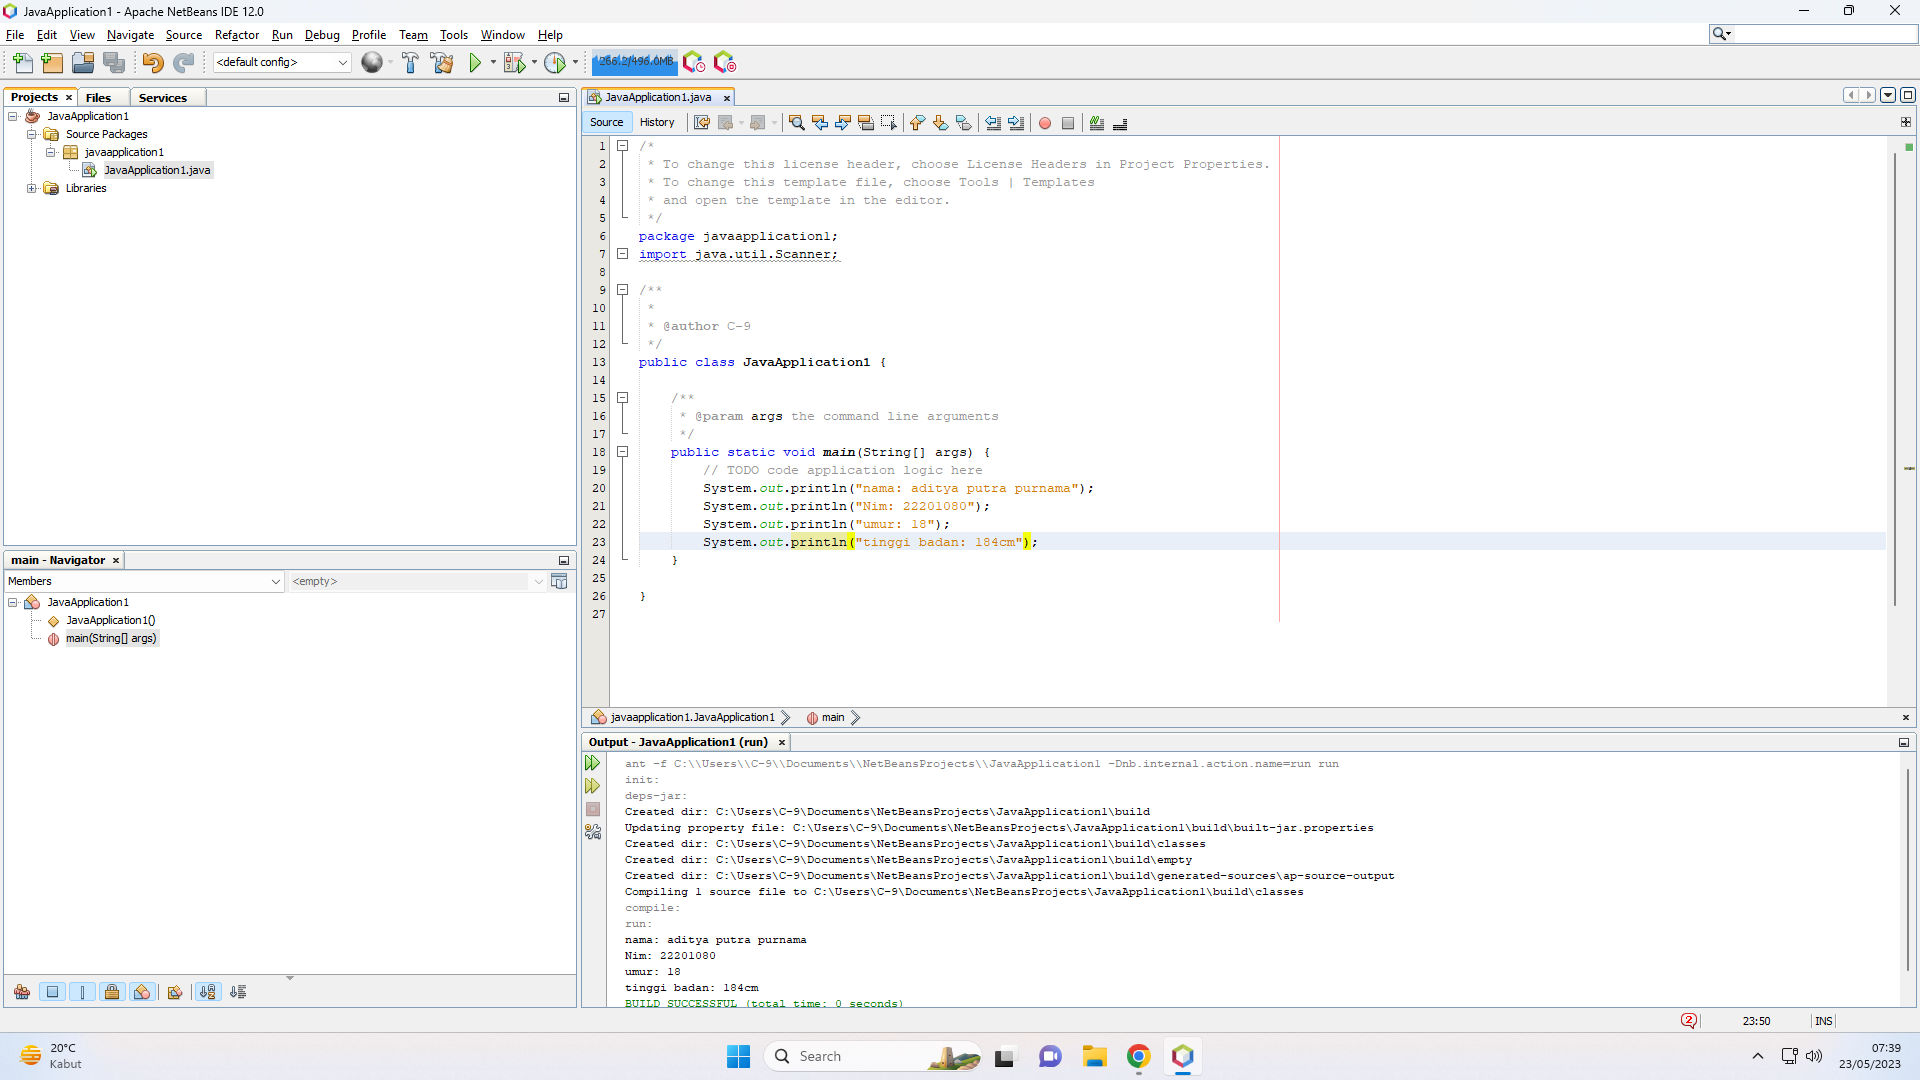 JavaApplication1 - Apache NetBeans IDE 12.0
File Edit View Navigate Source Refactor Run Debug Profile Team Tools Window Help
<default config>
266.2/496.0MB
Projects Files Services
JavaApplication1
Source Packages
javaapplication1
JavaApplication1.java
Libraries
main - Navigator
Members <empty>
JavaApplication1
JavaApplication1()
main(String[] args)
JavaApplication1.java
Source History
1 /*
2 * To change this license header, choose License Headers in Project Properties.
3 * To change this template file, choose Tools | Templates
4 * and open the template in the editor.
5 */
6 package javaapplication1;
7 import java.util.Scanner;
8
9 /**
10 *
11 * @author C-9
12 */
13 public class JavaApplication1 {
14
15 /**
16 * @param args the command line arguments
17 */
18 public static void main(String[] args) {
19 // TODO code application logic here
20 System.out.println("nama: aditya putra purnama");
21 System.out.println("Nim: 22201080");
22 System.out.println("umur: 18");
23 System.out.println("tinggi badan: 184cm");
24 }
25
26 }
27
javaapplication1.JavaApplication1 main
Output - JavaApplication1 (run)
ant -f C:\\Users\\C-9\\Documents\\NetBeansProjects\\JavaApplication1 -Dnb.internal.action.name=run run
init:
deps-jar:
Created dir: C:\Users\C-9\Documents\NetBeansProjects\JavaApplication1\build
Updating property file: C:\Users\C-9\Documents\NetBeansProjects\JavaApplication1\build\built-jar.properties
Created dir: C:\Users\C-9\Documents\NetBeansProjects\JavaApplication1\build\classes
Created dir: C:\Users\C-9\Documents\NetBeansProjects\JavaApplication1\build\empty
Created dir: C:\Users\C-9\Documents\NetBeansProjects\JavaApplication1\build\generated-sources\ap-source-output
Compiling 1 source file to C:\Users\C-9\Documents\NetBeansProjects\JavaApplication1\build\classes
compile:
run:
nama: aditya putra purnama
Nim: 22201080
umur: 18
tinggi badan: 184cm
BUILD SUCCESSFUL (total time: 0 seconds)
2 23:50 INS
20°C
Kabut
Search
07:39
23/05/2023